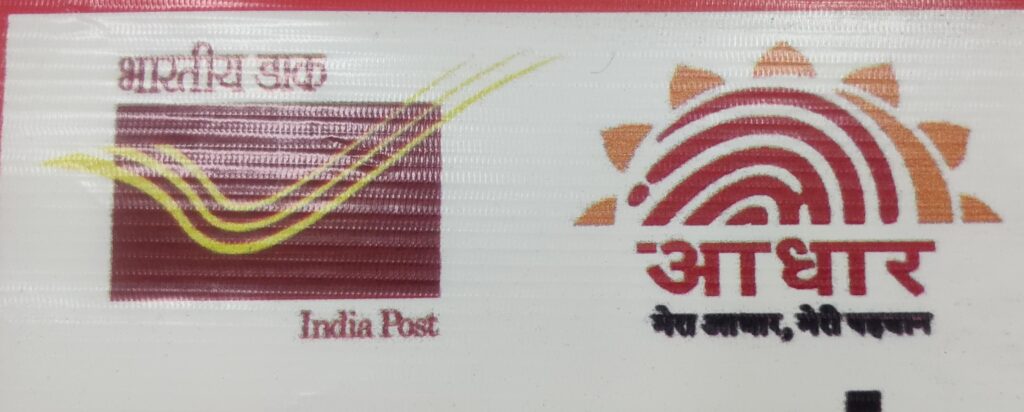 भारतीय डाक
India Post
आधार
मेरा आधार, मेरी पहचान